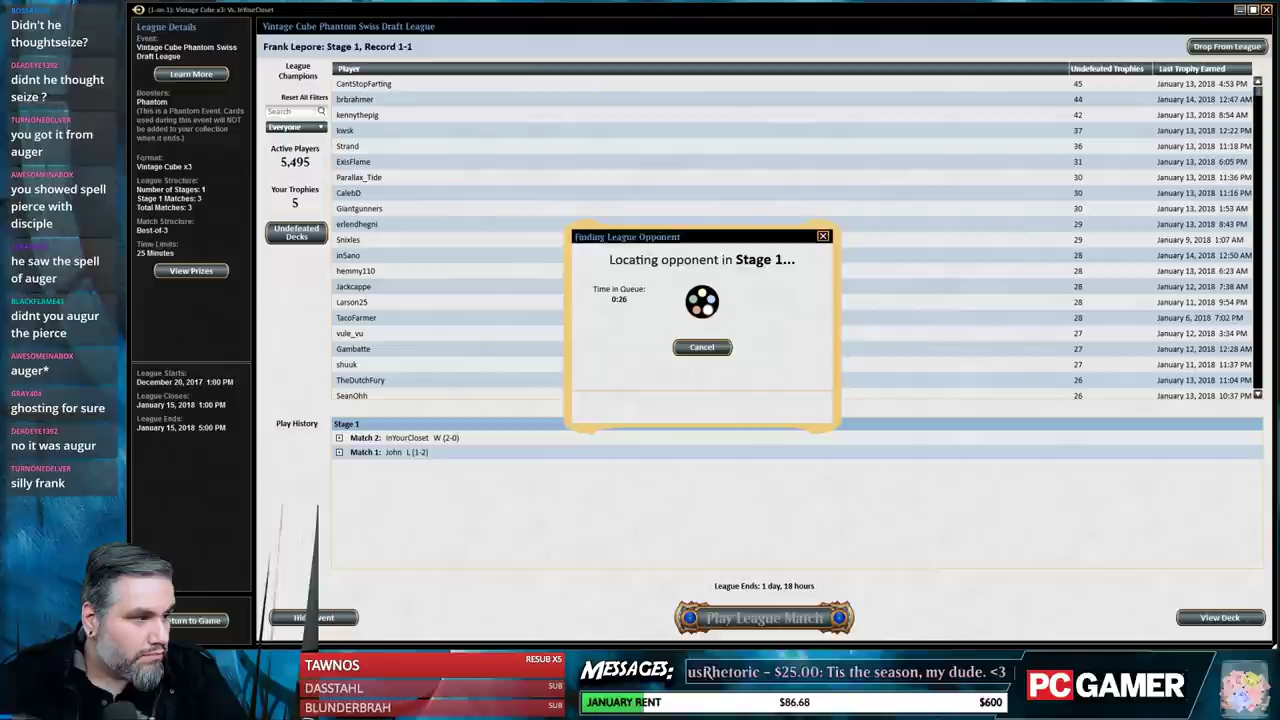 Didn't he
thoughtseize?
DEADEYE1392
didnt he thought
seize ?
TURNONEDELVER
you got it from
auger
AWESOMEINABOX
you showed spell
pierce with
disciple
he saw the spell
of auger
BLACKFLAME43
didnt you augur
the pierce
AWESOMEINABOX
auger*
GRAY404
ghosting for sure
DEADEYE1392
no it was augur
TURNONEDELVER
silly frank
(1-on-1): Vintage Cube x3: Vs. InYourCloset
League Details
Event:
Vintage Cube Phantom Swiss
Draft League
Learn More
Boosters:
Phantom
(This is a Phantom Event. Cards
used during this event will NOT
be added to your collection
when it ends.)
Format:
Vintage Cube x3
League Structure:
Number of Stages: 1
Stage 1 Matches: 3
Total Matches: 3
Match Structure:
Best-of-3
Time Limits:
25 Minutes
View Prizes
League Starts:
December 20, 2017 1:00 PM
League Closes:
January 15, 2018 1:00 PM
League Ends:
January 15, 2018 5:00 PM
eturn to Game
Vintage Cube Phantom Swiss Draft League
Frank Lepore: Stage 1, Record 1-1
Drop From League
League
Champions
Reset All Filters
Search
Everyone
Active Players
5,495
Your Trophies
5
Undefeated
Decks
Player Undefeated Trophies Last Trophy Earned
CantStopFarting 45 January 13, 2018 4:53 PM
brbrahmer 44 January 14, 2018 12:47 AM
kennythepig 42 January 13, 2018 8:54 AM
kwsk 37 January 13, 2018 12:22 PM
Strand 36 January 13, 2018 11:18 PM
ExisFlame 31 January 13, 2018 6:05 PM
Parallax_Tide 30 January 13, 2018 11:36 PM
CalebD 30 January 13, 2018 11:16 PM
Giantgunners 30 January 13, 2018 1:53 AM
erlendhegni 29 January 13, 2018 8:43 PM
Snixles 29 January 9, 2018 1:07 AM
in5ano 28 January 14, 2018 12:50 AM
hemmy110 28 January 13, 2018 6:23 AM
Jackcappe 28 January 12, 2018 7:38 AM
Larson25 28 January 11, 2018 9:54 PM
TacoFarmer 28 January 6, 2018 7:02 PM
vule_vu 27 January 12, 2018 3:34 PM
Gambatte 27 January 12, 2018 12:28 AM
shuuk 27 January 11, 2018 11:37 PM
TheDutchFury 26 January 13, 2018 11:04 PM
SeanOhh 26 January 13, 2018 10:37 PM
Finding League Opponent
Locating opponent in Stage 1...
Time in Queue:
0:26
Cancel
Play History
Stage 1
Match 2: InYourCloset W (2-0)
Match 1: John L (1-2)
League Ends: 1 day, 18 hours
Hide Event
Play League Match
View Deck
TAWNOS RESUB X5
DASSTAHL SUB
BLUNDERBRAH SUB
MESSAGES:
usRhetoric - $25.00: Tis the season, my dude. <3
JANUARY RENT $86.68 $600
PC GAMER